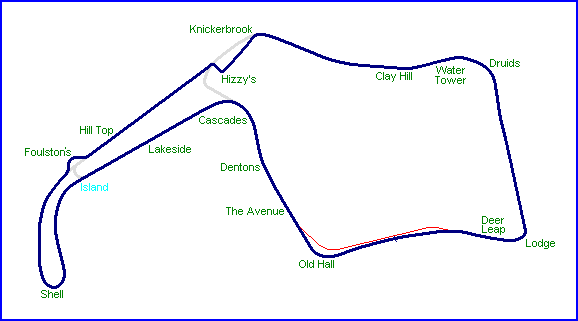 Knickerbrook
Hizzy's
Clay Hill
Water
Tower
Druids
Cascades
Hill Top
Lakeside
Foulston's
Island
Dentons
The Avenue
Deer
Leap
Lodge
Old Hall
Shell